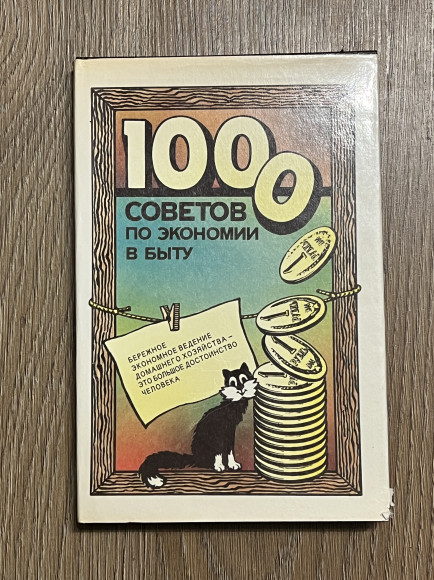 1000
СОВЕТОВ
ПО ЭКОНОМИИ
В БЫТУ
БЕРЕЖНОЕ
ЭКОНОМНОЕ ВЕДЕНИЕ
ДОМАШНЕГО ХОЗЯЙСТВА –
ЭТО БОЛЬШОЕ ДОСТОИНСТВО
ЧЕЛОВЕКА